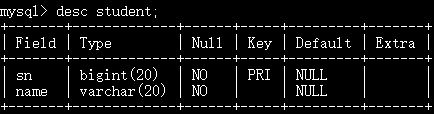 mysql> desc student;
+-------+-------------+------+-----+---------+-------+
| Field | Type        | Null | Key | Default | Extra |
+-------+-------------+------+-----+---------+-------+
| sn    | bigint(20)  | NO   | PRI | NULL    |       |
| name  | varchar(20) | NO   |     | NULL    |       |
+-------+-------------+------+-----+---------+-------+